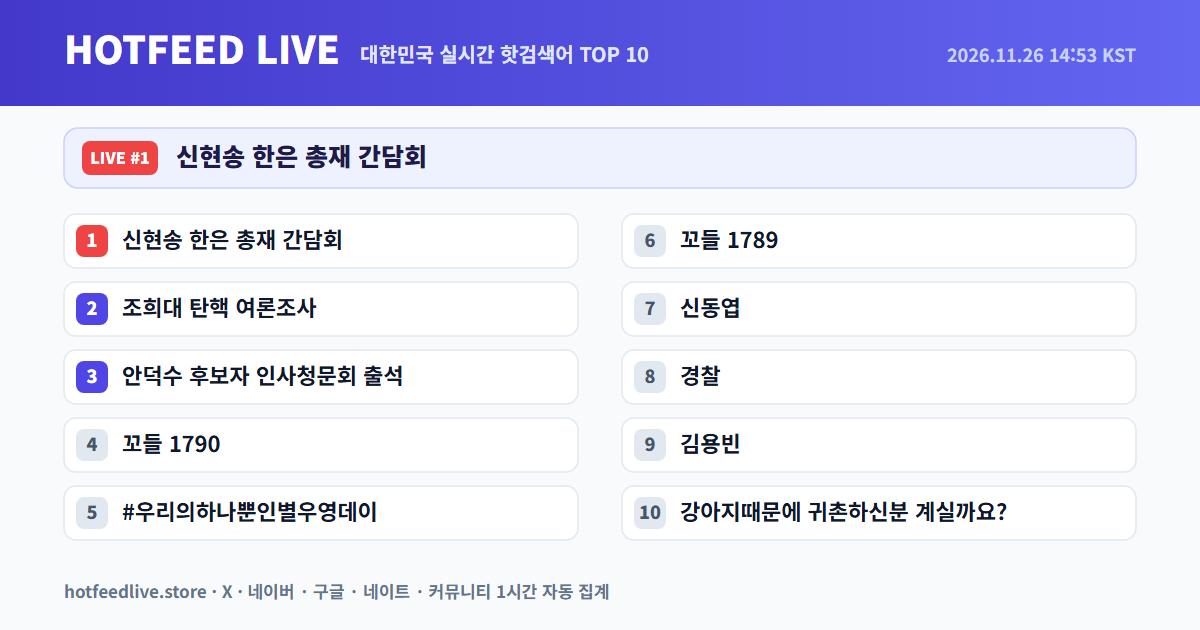 HOTFEED LIVE 대한민국 실시간 핫검색어 TOP 10 2026.11.26 14:53 KST
LIVE #1 신현송 한은 총재 간담회
1 신현송 한은 총재 간담회
2 조희대 탄핵 여론조사
3 안덕수 후보자 인사청문회 출석
4 꼬들 1790
5 #우리의하나뿐인별우영데이
6 꼬들 1789
7 신동엽
8 경찰
9 김용빈
10 강아지때문에 귀촌하신분 계실까요?
hotfeedlive.store · X · 네이버 · 구글 · 네이트 · 커뮤니티 1시간 자동 집계